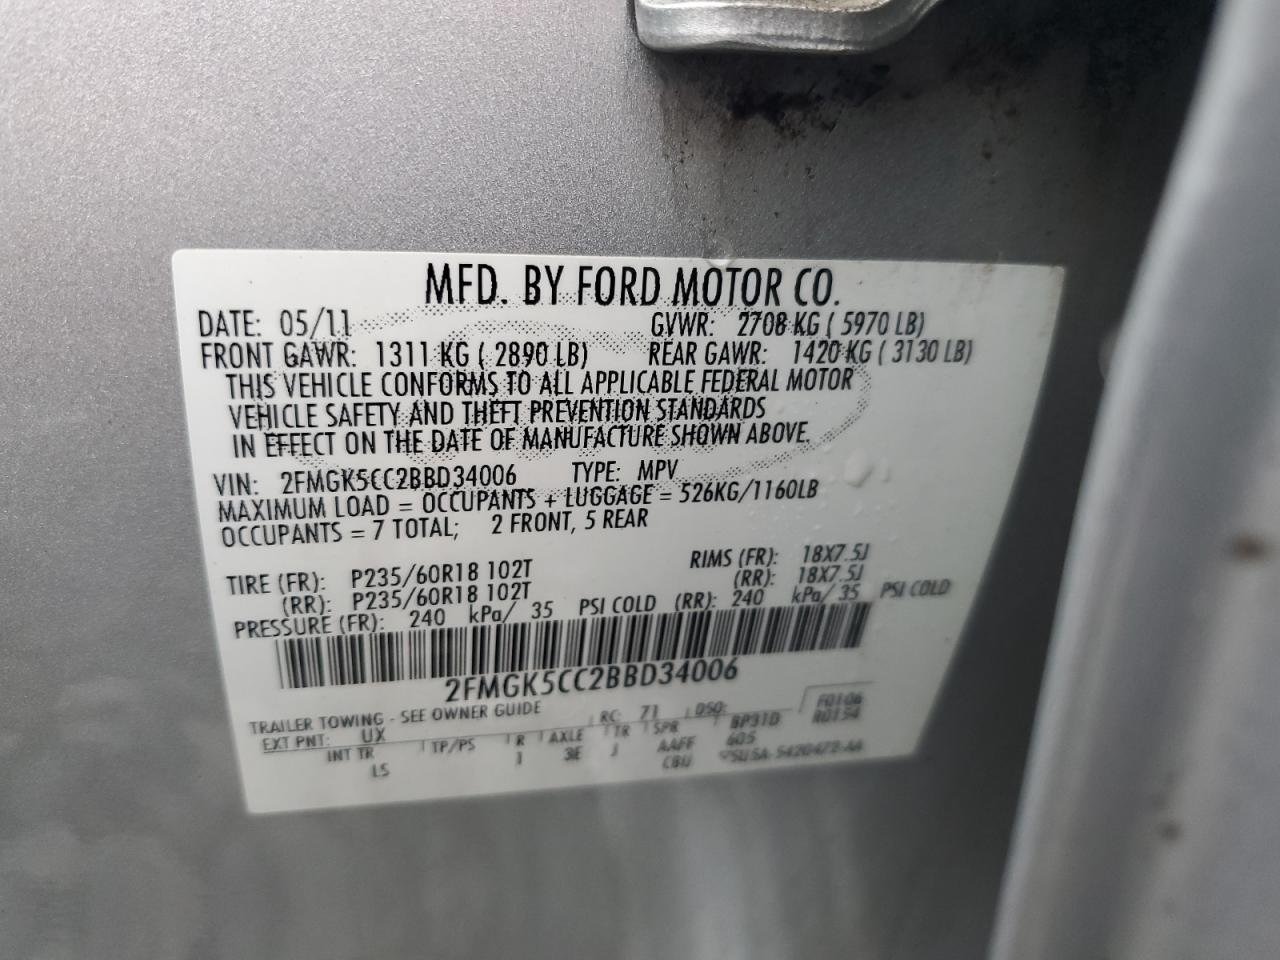 MFD. BY FORD MOTOR CO.
DATE: 05/11 GVWR: 2708 KG ( 5970 LB)
FRONT GAWR: 1311 KG ( 2890 LB) REAR GAWR: 1420 KG ( 3130 LB)
THIS VEHICLE CONFORMS TO ALL APPLICABLE FEDERAL MOTOR
VEHICLE SAFETY AND THEFT PREVENTION STANDARDS
IN EFFECT ON THE DATE OF MANUFACTURE SHOWN ABOVE.
VIN: 2FMGK5CC2BBD34006 TYPE: MPV
MAXIMUM LOAD = OCCUPANTS + LUGGAGE = 526KG/1160LB
OCCUPANTS = 7 TOTAL; 2 FRONT, 5 REAR
TIRE (FR): P235/60R18 102T RIMS (FR): 18X7.5J
(RR): P235/60R18 102T (RR): 18X7.5J
PRESSURE (FR): 240 kPa/ 35 PSI COLD (RR): 240 kPa/ 35 PSI COLD
2FMGK5CC2BBD34006
TRAILER TOWING - SEE OWNER GUIDE RC: 71 DSO: F0106
EXT PNT: UX R0154
INT TR TP/PS R AXLE TR SPR BP31D
LS 1 3E J AAFF 605
CBU